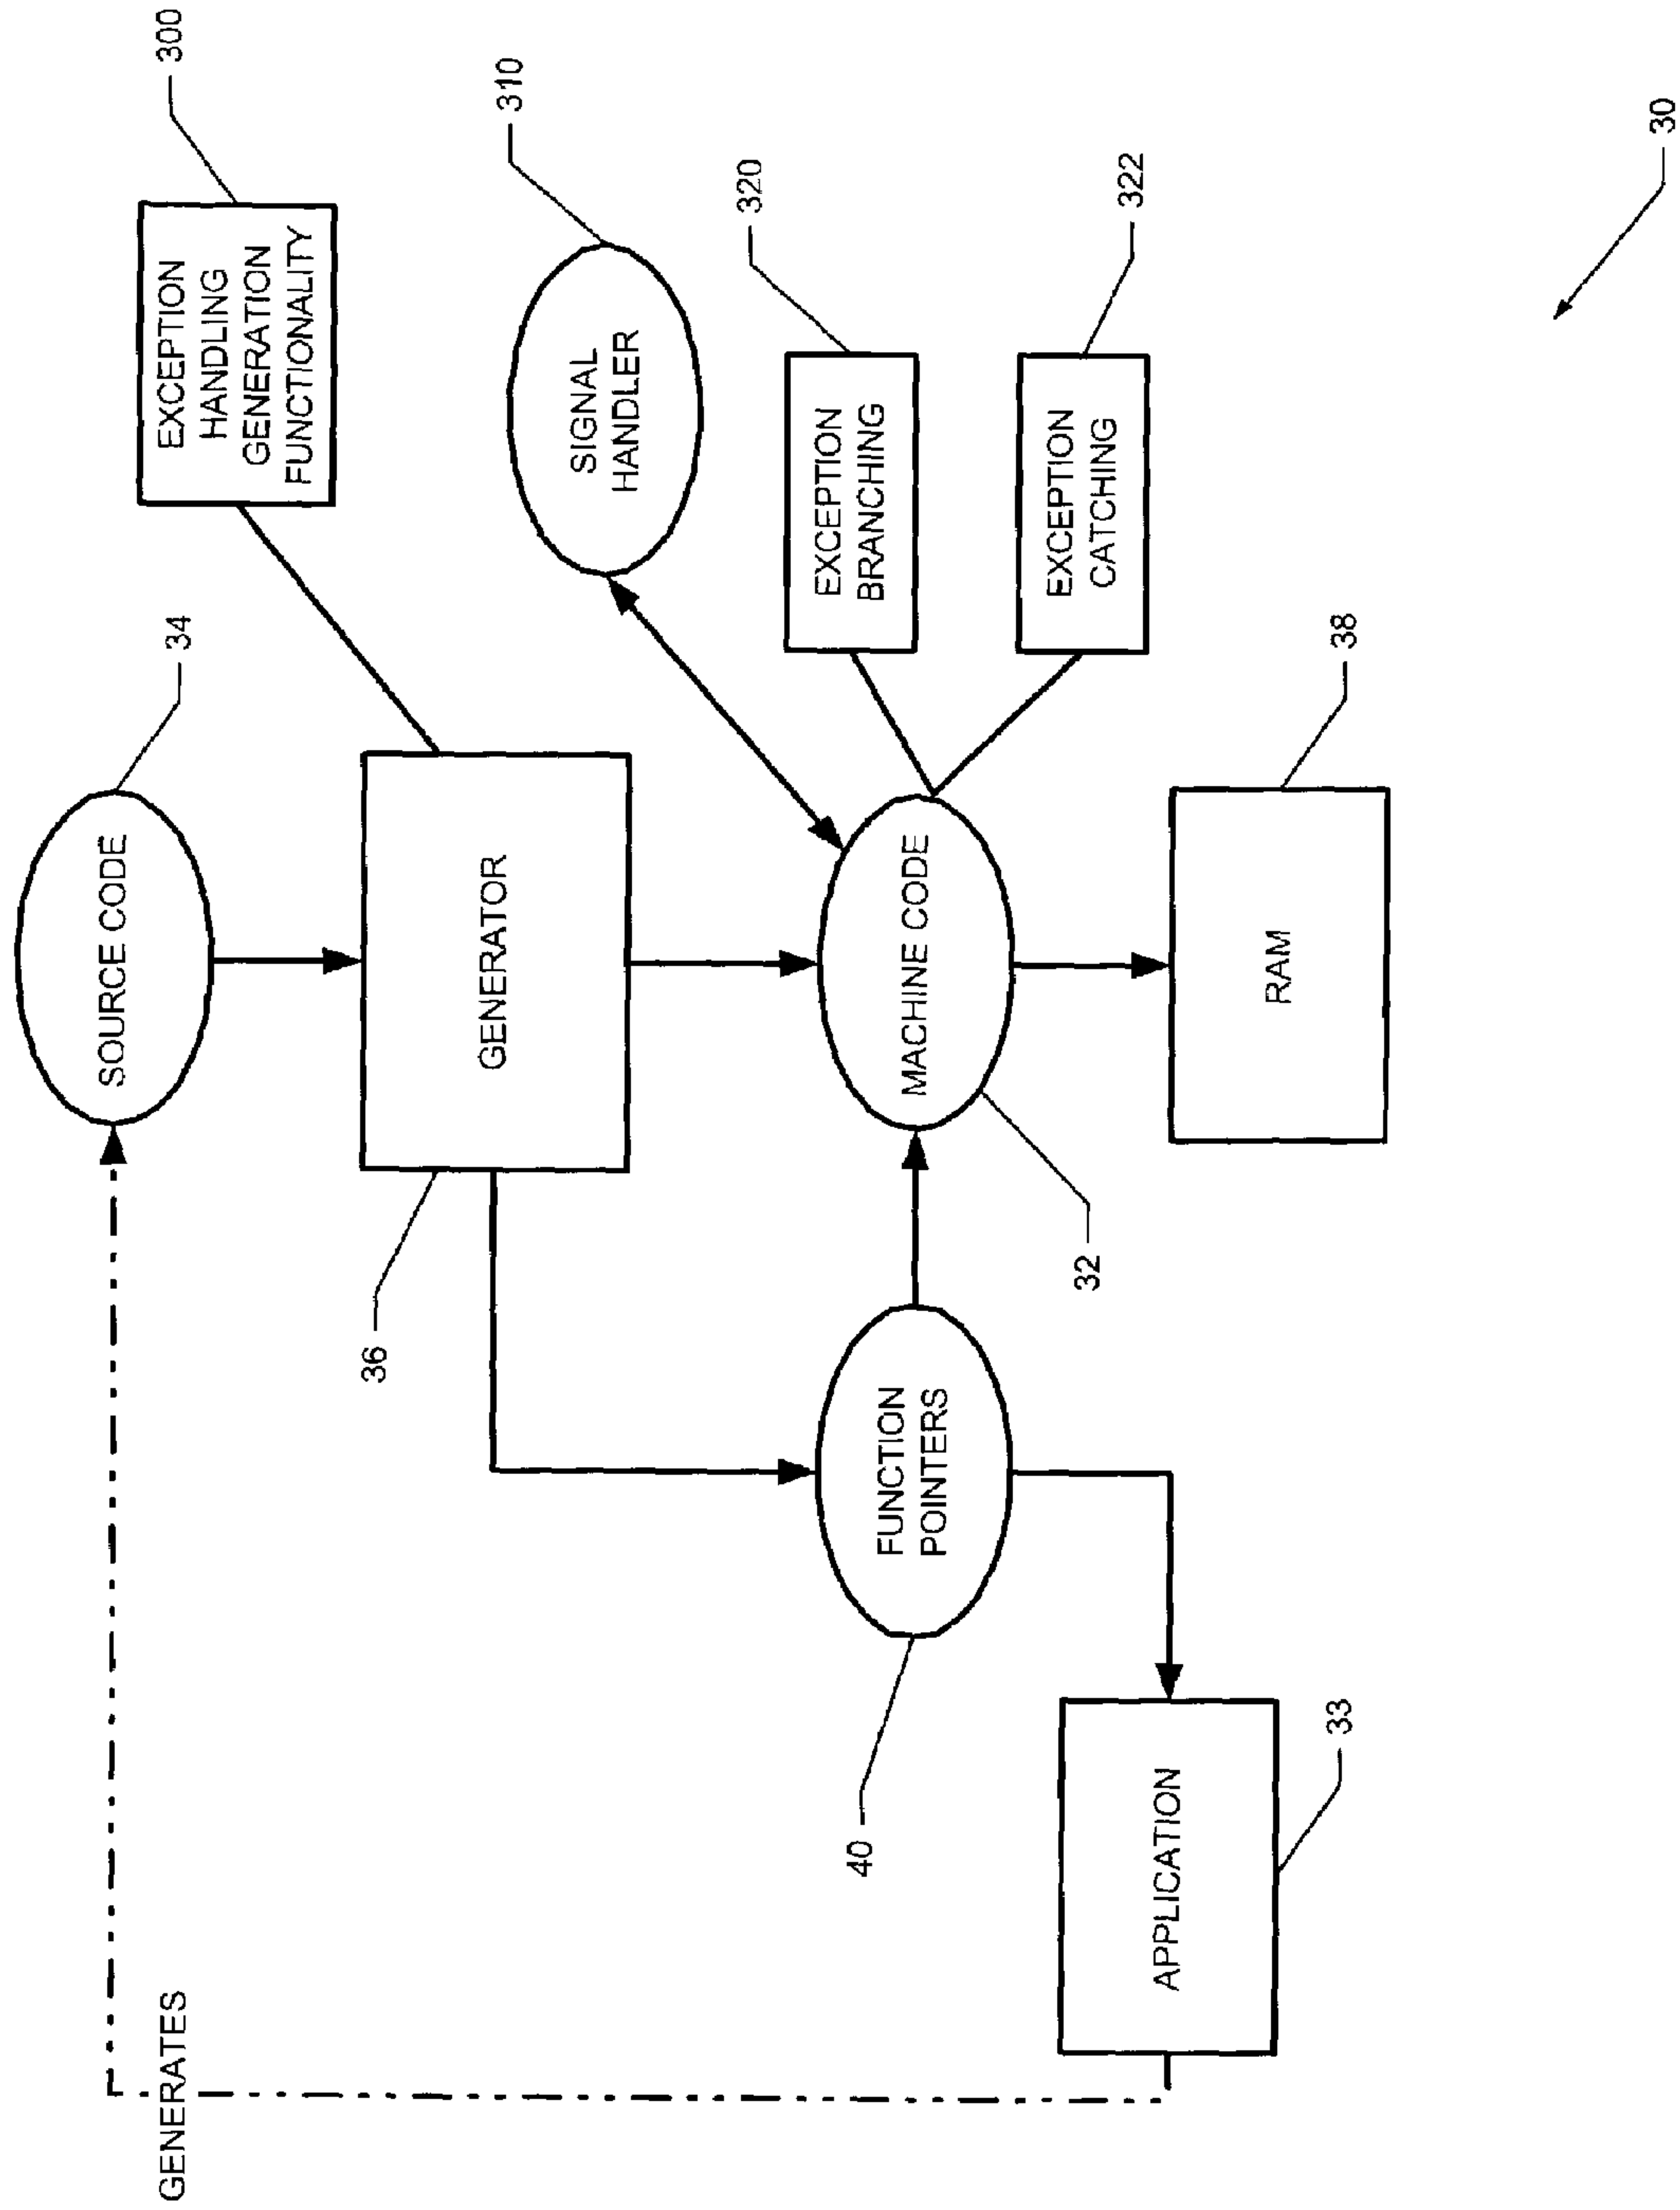 GENERATES
SOURCE CODE
34
EXCEPTION
HANDLING
GENERATION
FUNCTIONALITY
300
36
GENERATOR
SIGNAL
HANDLER
310
40
FUNCTION
POINTERS
32
MACHINE CODE
EXCEPTION
BRANCHING
320
EXCEPTION
CATCHING
322
APPLICATION
33
RAM
38
30